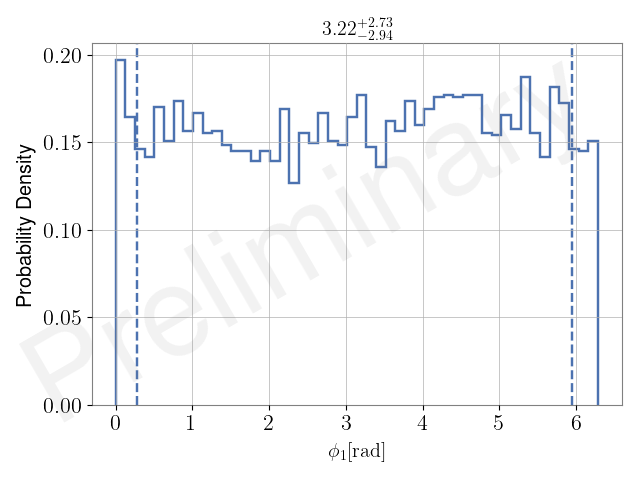 3.22^{+2.73}_{-2.94}
Probability Density
0.20
0.15
0.10
0.05
0.00
0 1 2 3 4 5 6
ϕ₁[rad]
Preliminary